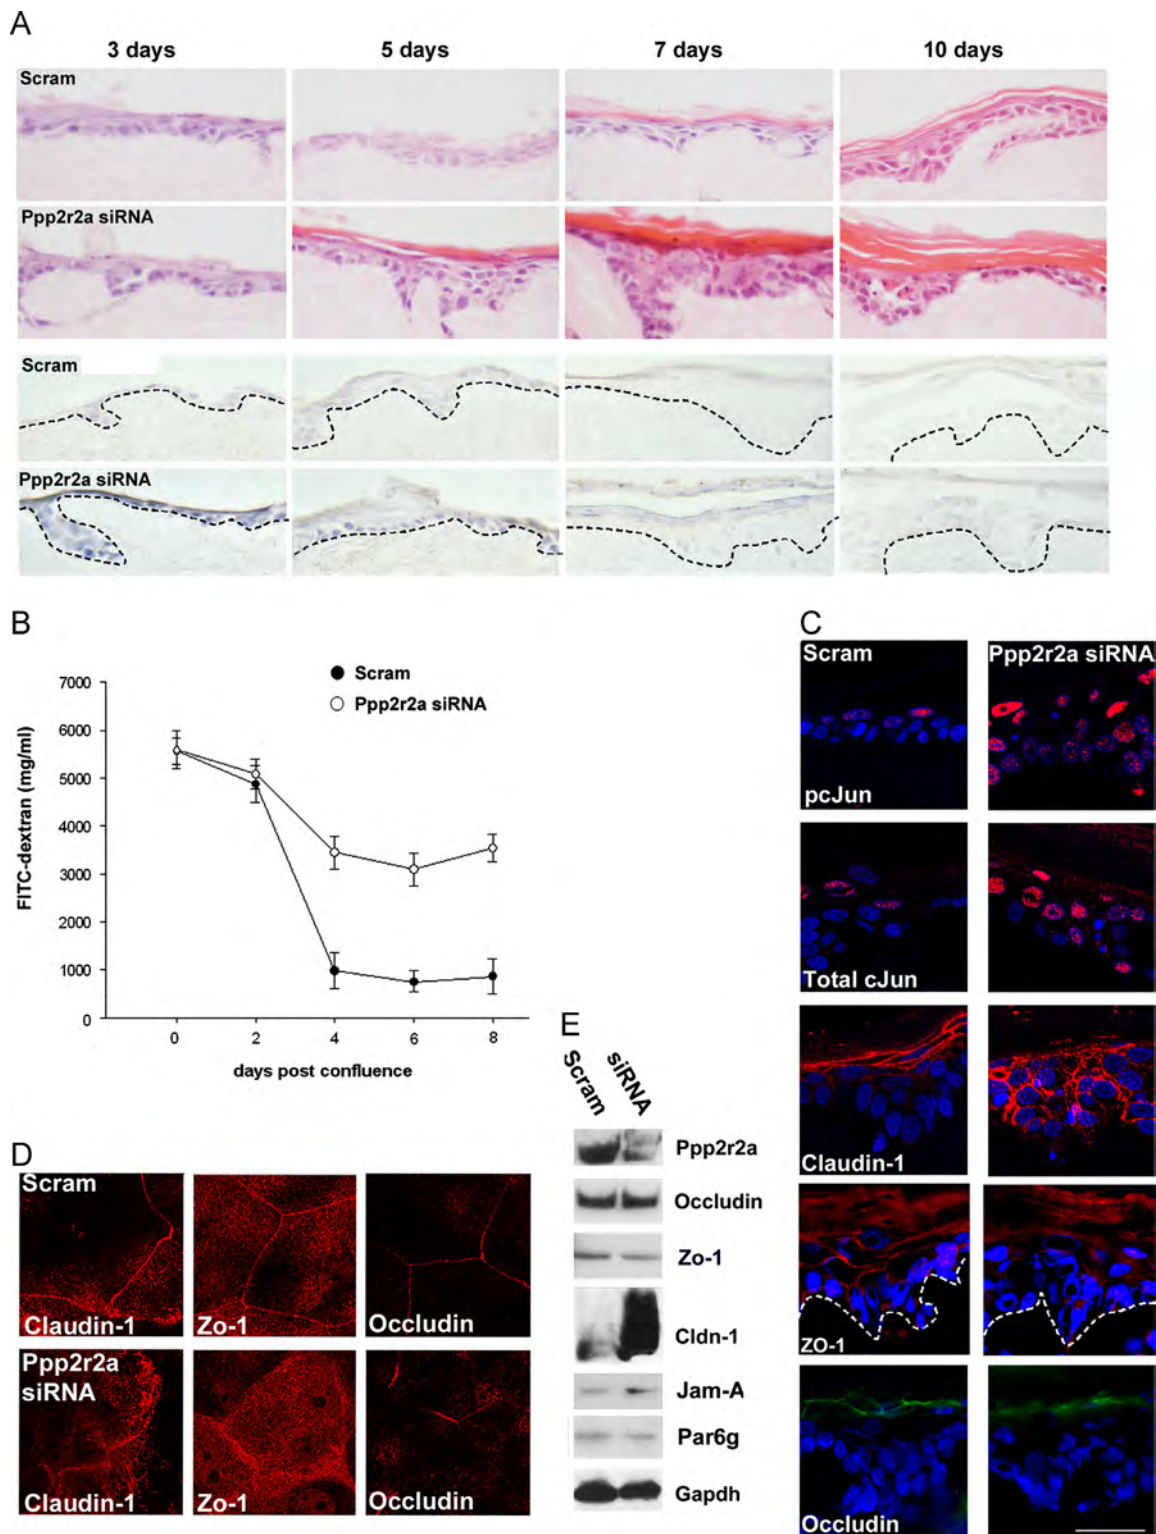 A
3 days 5 days 7 days 10 days
Scram
Ppp2r2a siRNA
Scram
Ppp2r2a siRNA
B
Scram
Ppp2r2a siRNA
7000
6000
5000
4000
3000
2000
1000
0
FITC-dextran (mg/ml)
0 2 4 6 8
days post confluence
C
Scram Ppp2r2a siRNA
pcJun
Total cJun
Claudin-1
ZO-1
Occludin
D
Scram
Claudin-1 Zo-1 Occludin
Ppp2r2a
siRNA
Claudin-1 Zo-1 Occludin
E
Scram siRNA
Ppp2r2a
Occludin
Zo-1
Cldn-1
Jam-A
Par6g
Gapdh